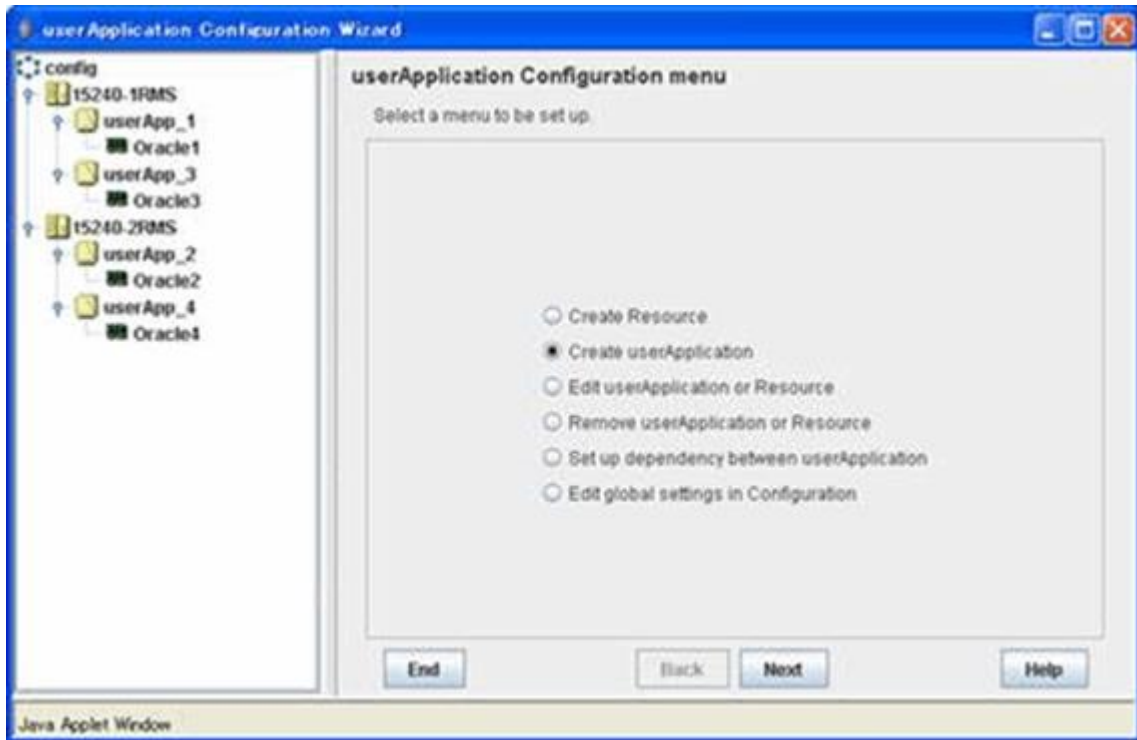 userApplication Configuration Wizard
config
t5240-1RMS
userApp_1
Oracle1
userApp_3
Oracle3
t5240-2RMS
userApp_2
Oracle2
userApp_4
Oracle4
userApplication Configuration menu
Select a menu to be set up.
Create Resource
Create userApplication
Edit userApplication or Resource
Remove userApplication or Resource
Set up dependency between userApplication
Edit global settings in Configuration
End
Back
Next
Help
Java Applet Window